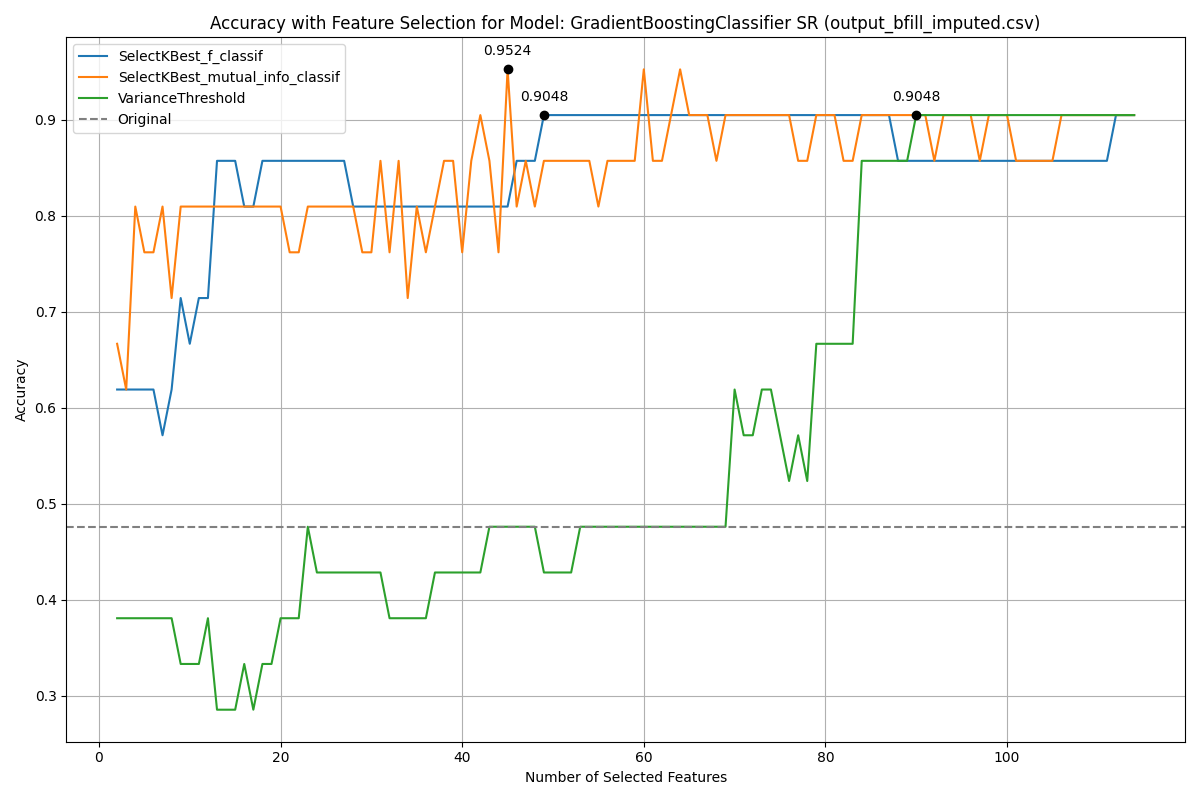 Accuracy with Feature Selection for Model: GradientBoostingClassifier SR (output_bfill_imputed.csv)
SelectKBest_f_classif
SelectKBest_mutual_info_classif
VarianceThreshold
Original
0.9524
0.9048
0.9048
0.9
0.8
0.7
0.6
0.5
0.4
0.3
Accuracy
0
20
40
60
80
100
Number of Selected Features